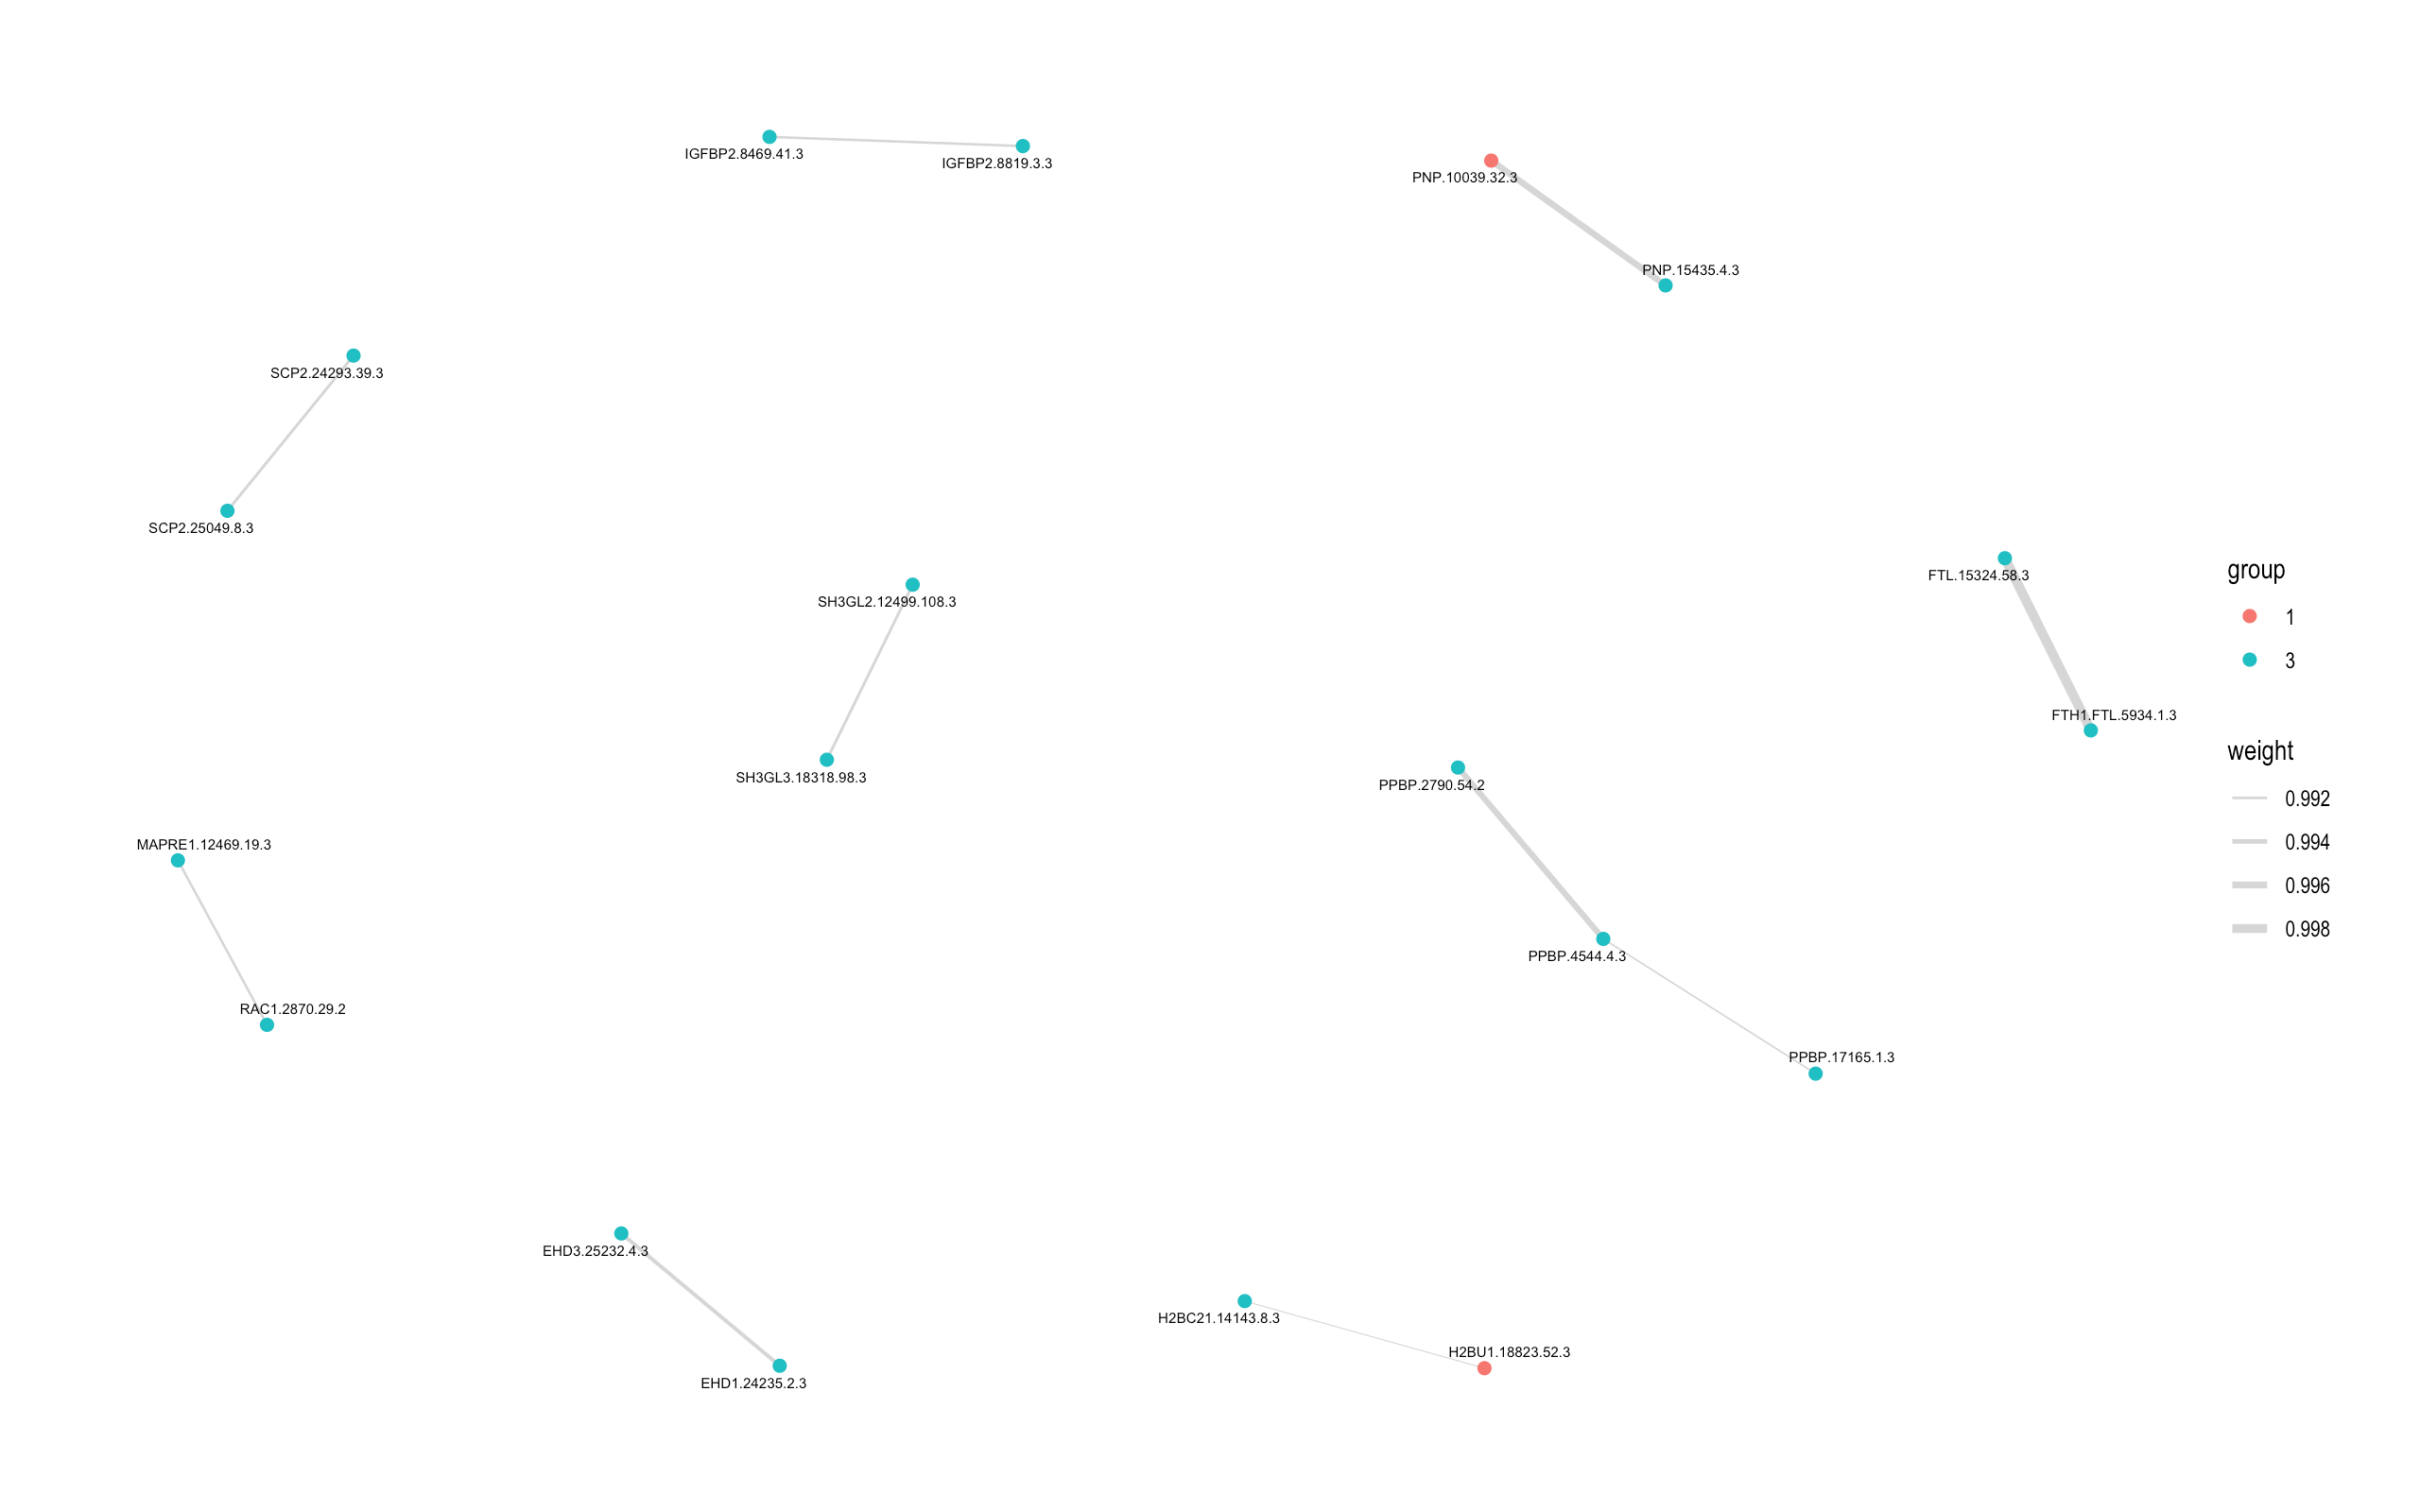 IGFBP2.8469.41.3
IGFBP2.8819.3.3
PNP.10039.32.3
PNP.15435.4.3
SCP2.24293.39.3
SCP2.25049.8.3
SH3GL2.12499.108.3
SH3GL3.18318.98.3
FTL.15324.58.3
FTH1.FTL.5934.1.3
PPBP.2790.54.2
PPBP.4544.4.3
PPBP.17165.1.3
MAPRE1.12469.19.3
RAC1.2870.29.2
EHD3.25232.4.3
EHD1.24235.2.3
H2BC21.14143.8.3
H2BU1.18823.52.3
group
1
3
weight
0.992
0.994
0.996
0.998